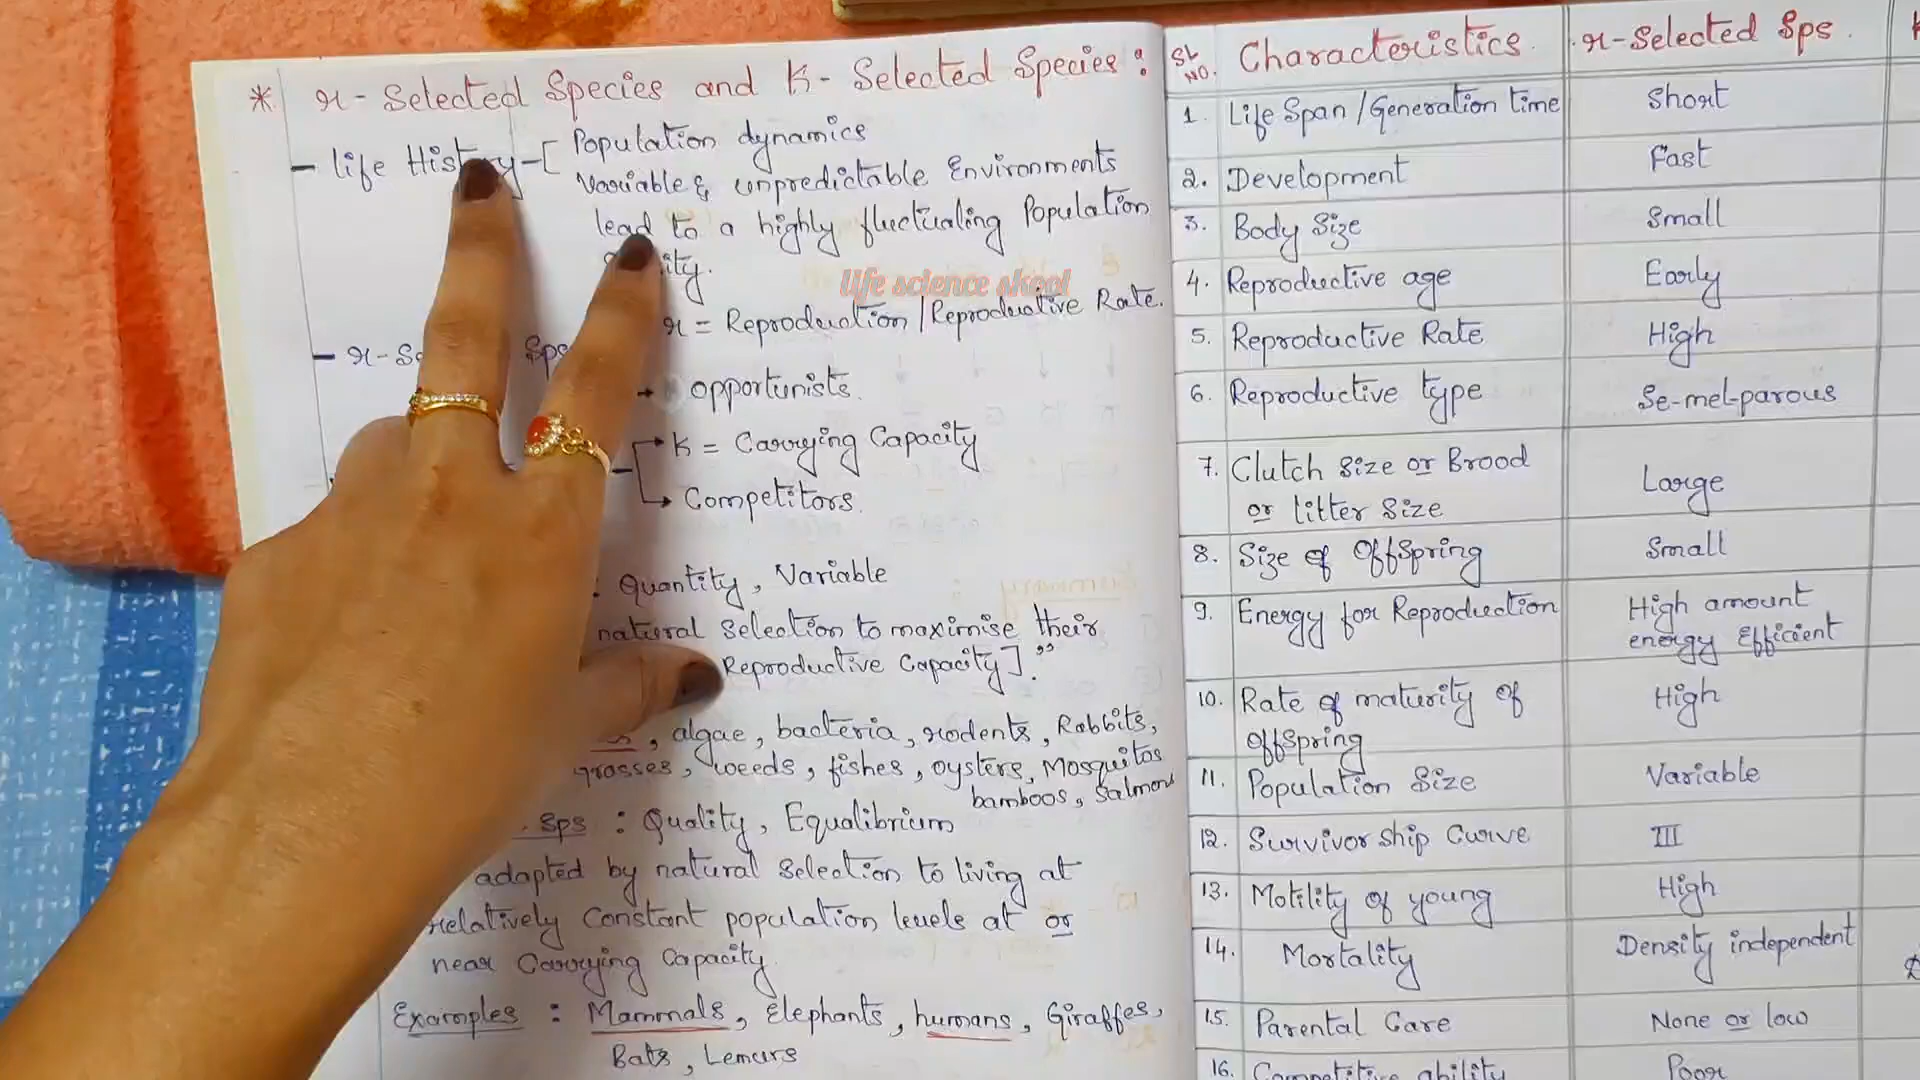 * r- Selected Species and K- Selected Species :
- life History - [ Population dynamics
Variable & unpredictable Environments
lead to a highly fluctuating Population
life science skool
r = Reproduction / Reproductive Rate.
- r-
→ opportunists.
→ K = Carrying Capacity
→ Competitors.
: Quantity, Variable
natural Selection to maximise their
Reproductive Capacity] ."
, algae, bacteria, rodents, Rabbits,
grasses, weeds, fishes, oysters, Mosquitos
bamboos, Salmons
. Sps : Quality, Equalibrium
adapted by natural Selection to living at
relatively Constant population levels at or
near Carrying Capacity.
Examples : Mammals, Elephants, humans, Giraffes,
Bats, Lemurs
SL NO. Characteristics. r-Selected Sps.
1. Life Span / Generation time Short
2. Development Fast
3. Body Size Small
4. Reproductive age Early
5. Reproductive Rate High
6. Reproductive type Se-mel-parous
7. Clutch Size or Brood
or litter Size Large
8. Size of Offspring Small
9. Energy for Reproduction High amount
energy Efficient
10. Rate of maturity of
Offspring High
11. Population Size Variable
12. Survivor ship Curve III
13. Motility of young High
14. Mortality Density independent
15. Parental Care None or low
16. Competitive ability Poor